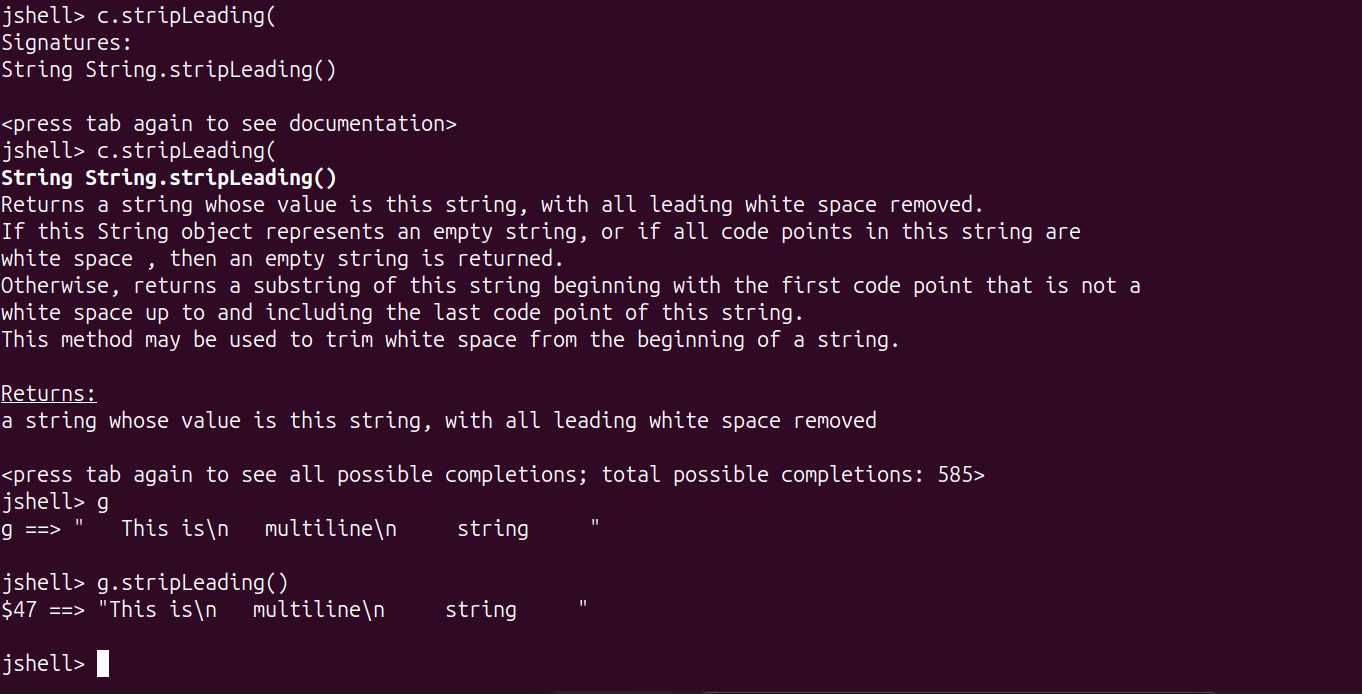 jshell> c.stripLeading(
Signatures:
String String.stripLeading()
<press tab again to see documentation>
jshell> c.stripLeading(
String String.stripLeading()
Returns a string whose value is this string, with all leading white space removed.
If this String object represents an empty string, or if all code points in this string are
white space , then an empty string is returned.
Otherwise, returns a substring of this string beginning with the first code point that is not a
white space up to and including the last code point of this string.
This method may be used to trim white space from the beginning of a string.
Returns:
a string whose value is this string, with all leading white space removed
<press tab again to see all possible completions; total possible completions: 585>
jshell> g
g ==> "   This is\n   multiline\n     string     "
jshell> g.stripLeading()
$47 ==> "This is\n   multiline\n     string     "
jshell>